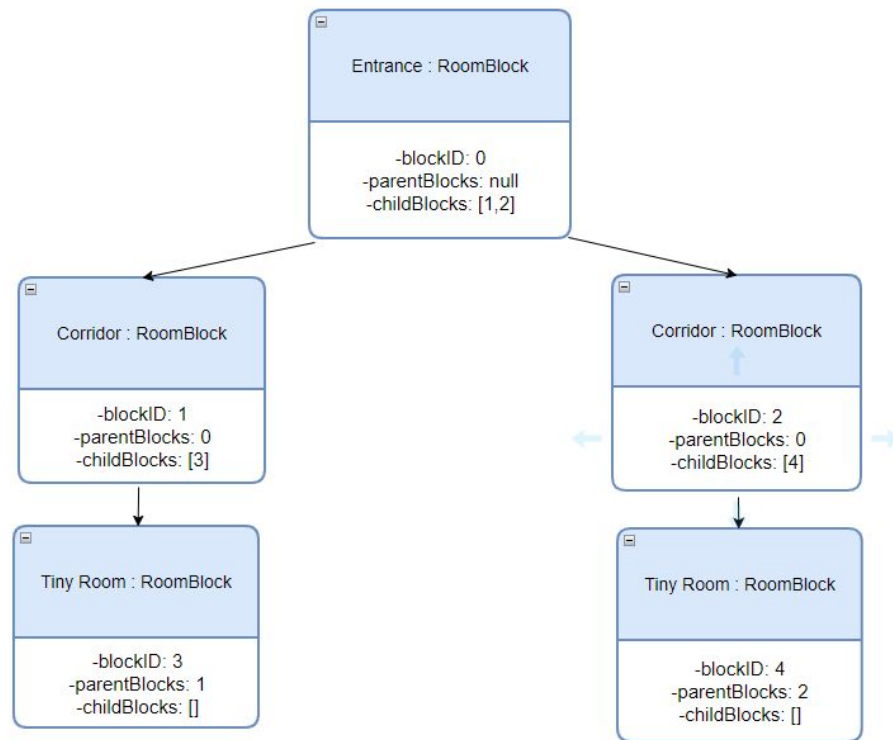 Entrance : RoomBlock
-blockID: 0
-parentBlocks: null
-childBlocks: [1,2]
Corridor : RoomBlock
-blockID: 1
-parentBlocks: 0
-childBlocks: [3]
Corridor : RoomBlock
-blockID: 2
-parentBlocks: 0
-childBlocks: [4]
Tiny Room : RoomBlock
-blockID: 3
-parentBlocks: 1
-childBlocks: []
Tiny Room : RoomBlock
-blockID: 4
-parentBlocks: 2
-childBlocks: []